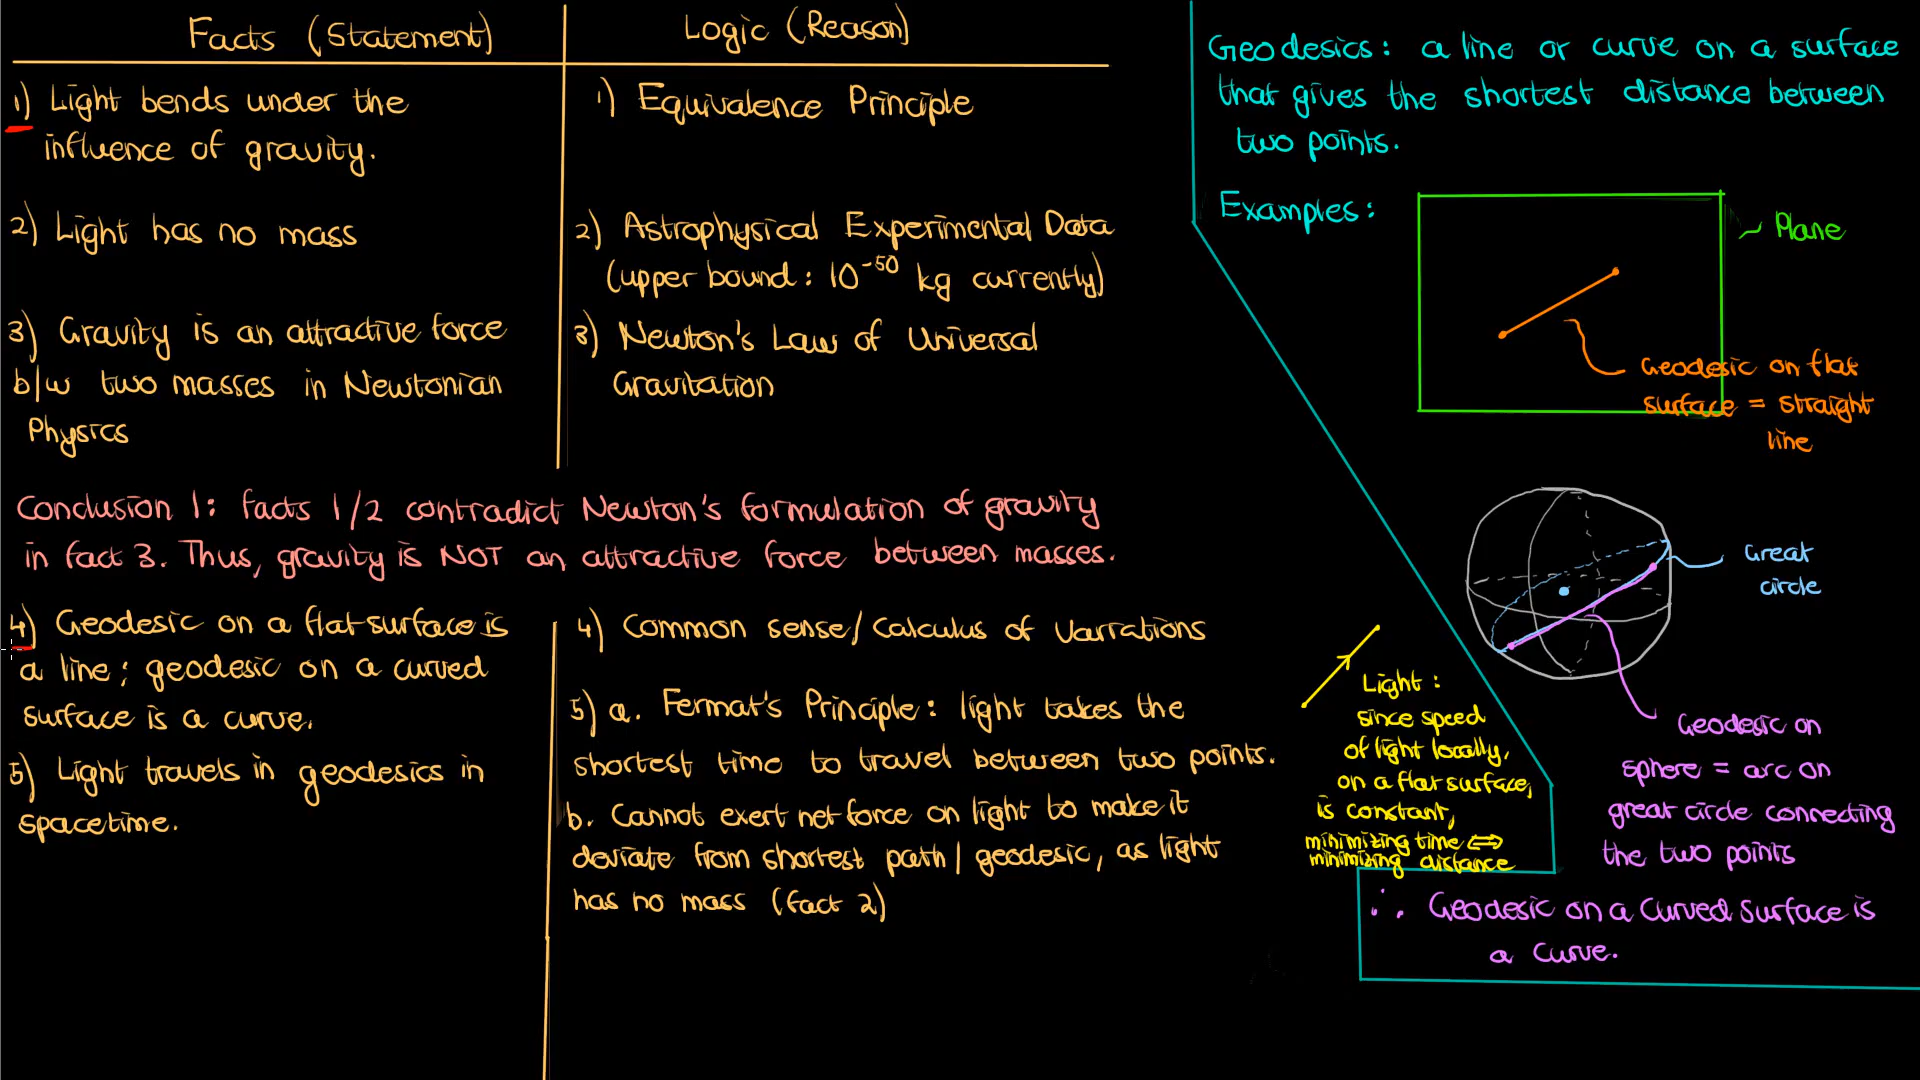 Facts (Statement)
Logic (Reason)
1) Light bends under the
influence of gravity.
1) Equivalence Principle
2) Light has no mass
2) Astrophysical Experimental Data
(upper bound: 10⁻⁵⁰ kg currently)
3) Gravity is an attractive force
b/w two masses in Newtonian
Physics
3) Newton's Law of Universal
Gravitation
Conclusion 1: Facts 1/2 contradict Newton's formulation of gravity
in fact 3. Thus, gravity is NOT an attractive force between masses.
4) Geodesic on a flat surface is
a line; geodesic on a curved
surface is a curve.
4) Common sense/Calculus of Variations
5) Light travels in geodesics in
spacetime.
5) a. Fermat's Principle: light takes the
shortest time to travel between two points.
b. Cannot exert net force on light to make it
deviate from shortest path/geodesic, as light
has no mass (fact 2)
Geodesics: a line or curve on a surface
that gives the shortest distance between
two points.
Examples:
Plane
Geodesic on flat
surface = straight
line
Great
circle
Geodesic on
sphere = arc on
great circle connecting
the two points
Light:
since speed
of light locally,
on a flat surface,
is constant,
minimizing time ⇔
minimizing distance
∴ Geodesic on a Curved Surface is
a Curve.